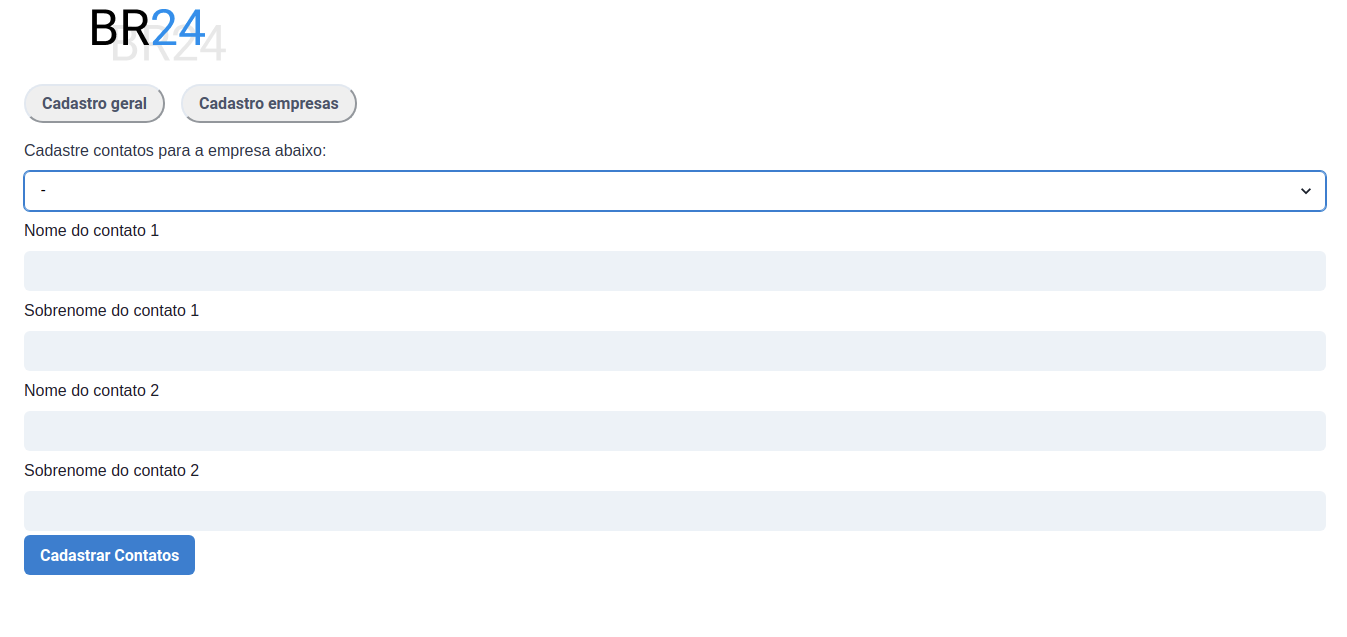 BR24
Cadastro geral
Cadastro empresas
Cadastre contatos para a empresa abaixo:
-
Nome do contato 1
Sobrenome do contato 1
Nome do contato 2
Sobrenome do contato 2
Cadastrar Contatos